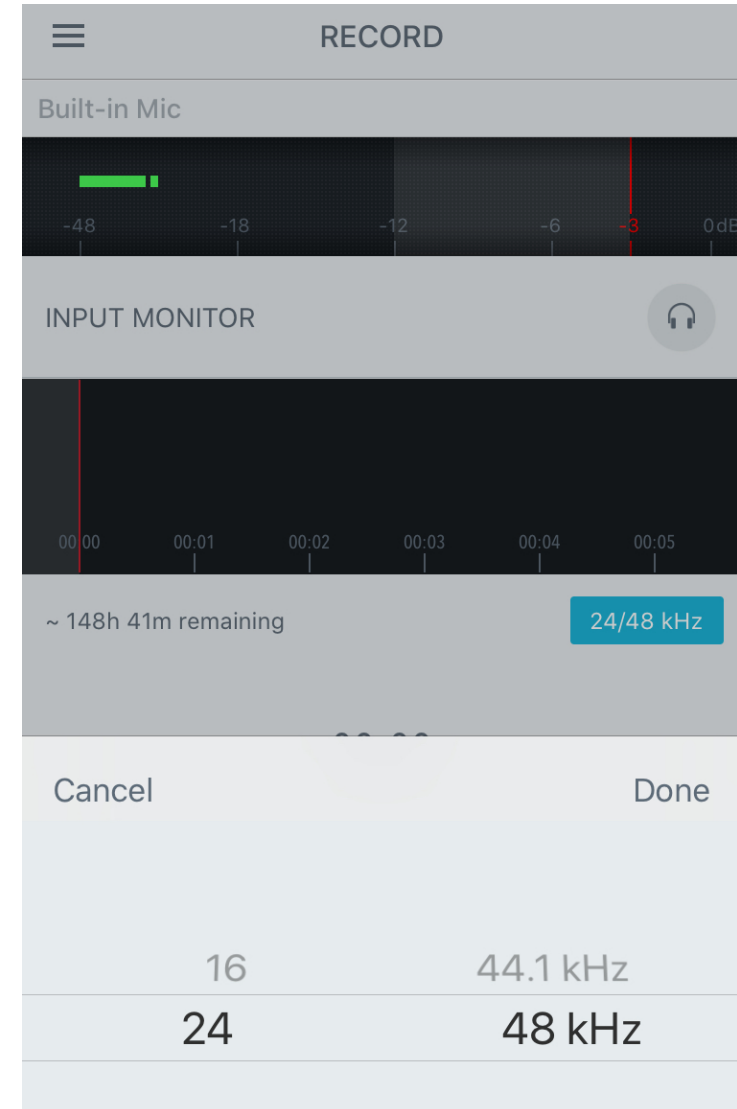 RECORD
Built-in Mic
-48 -18 -12 -6 -3 0dB
INPUT MONITOR
00:00 00:01 00:02 00:03 00:04 00:05
~ 148h 41m remaining 24/48 kHz
Cancel Done
16 44.1 kHz
24 48 kHz